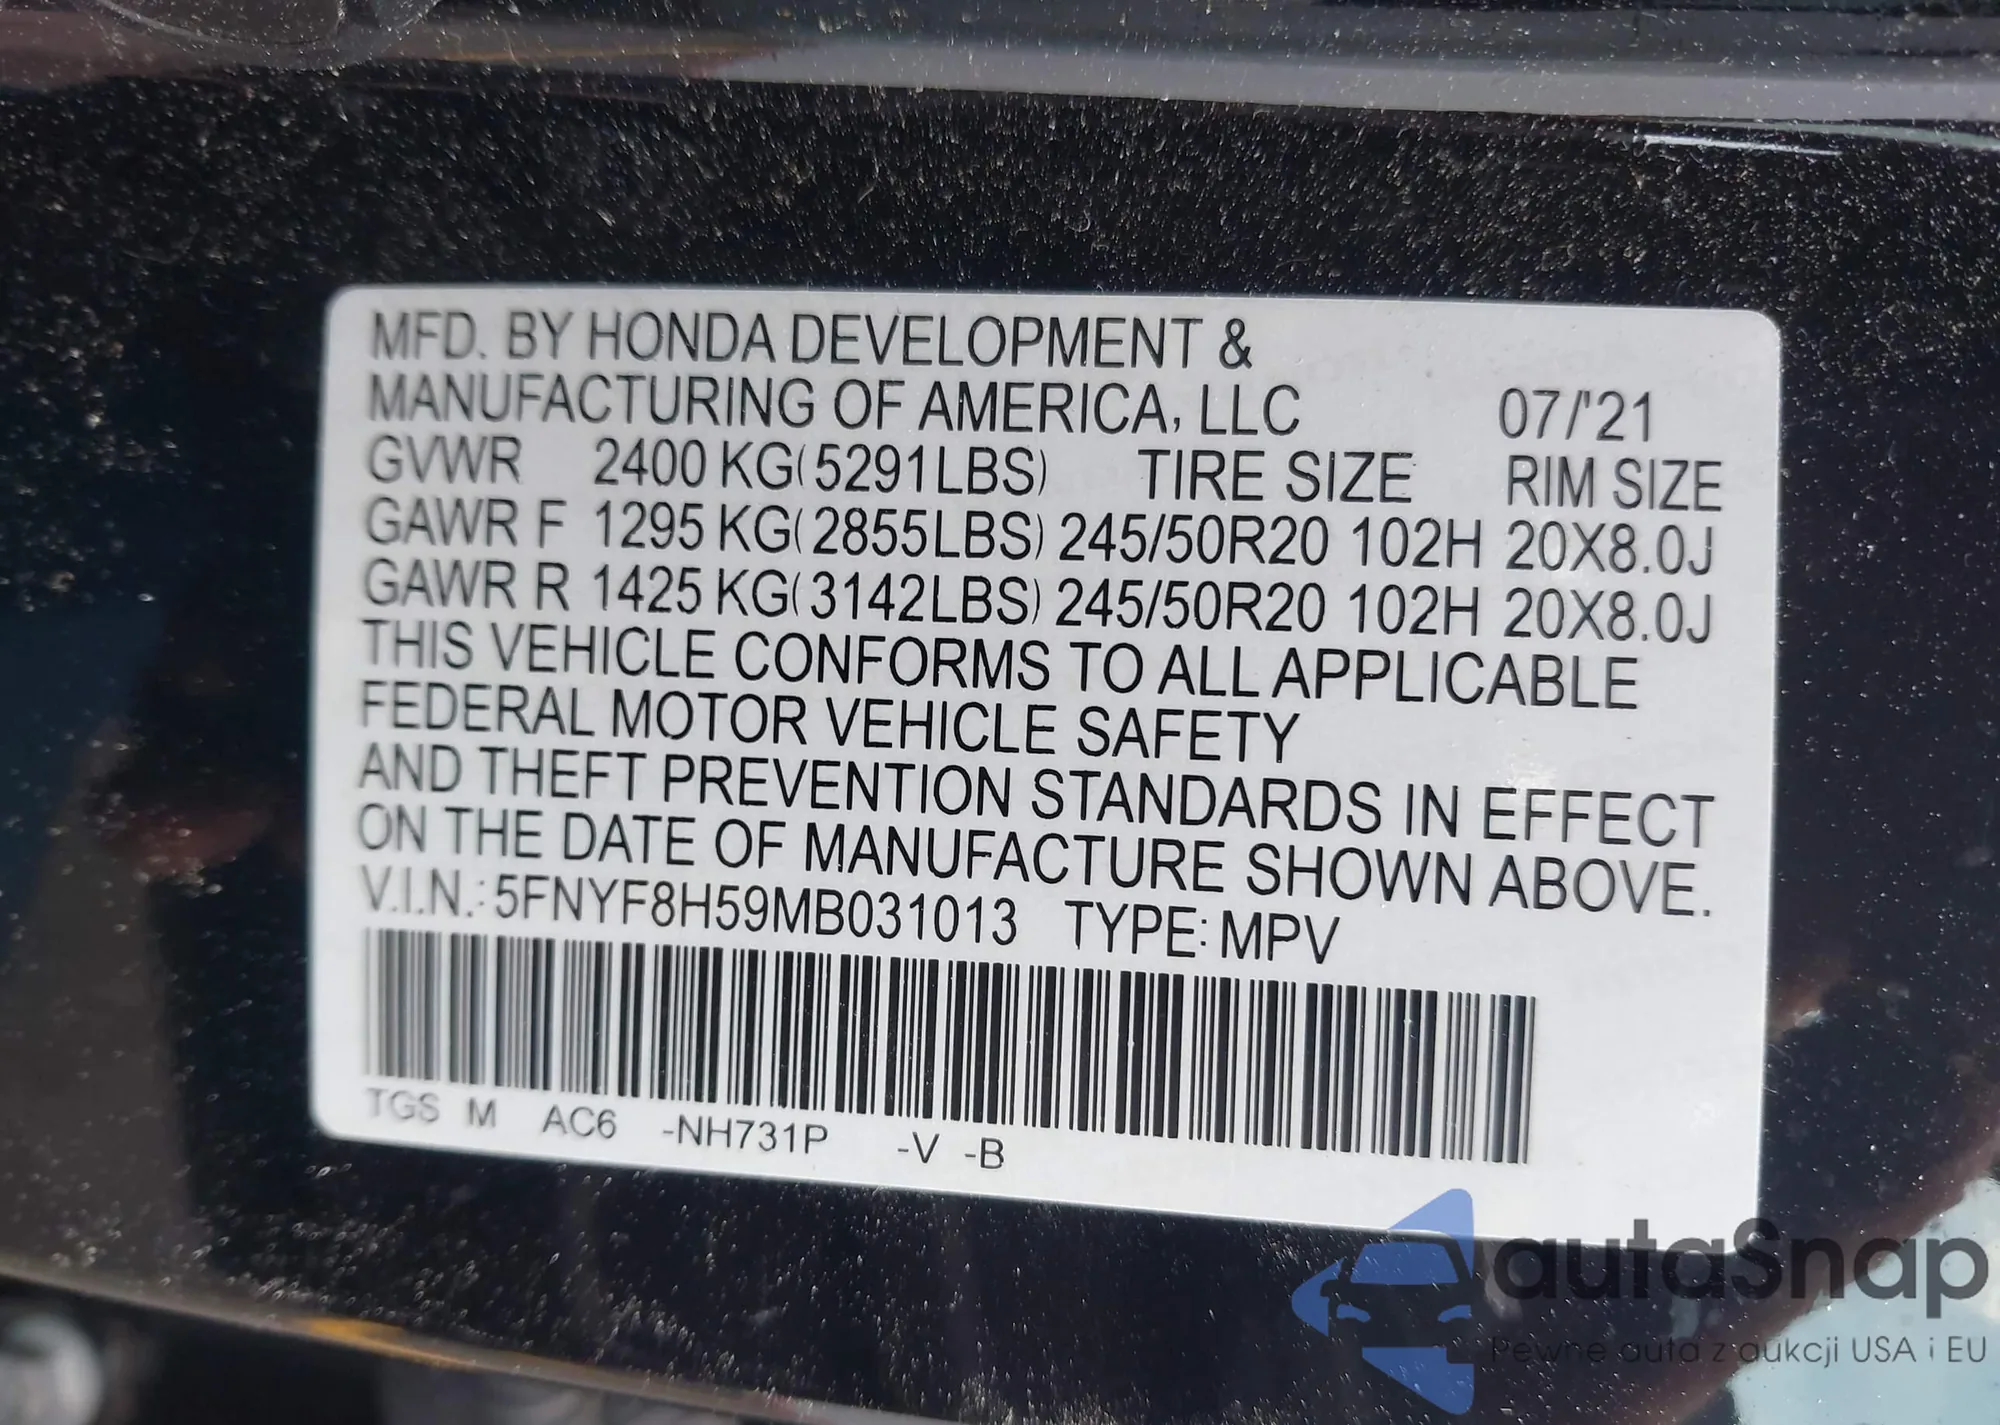 MFD. BY HONDA DEVELOPMENT &
MANUFACTURING OF AMERICA, LLC 07/'21
GVWR 2400 KG(5291LBS) TIRE SIZE RIM SIZE
GAWR F 1295 KG(2855LBS) 245/50R20 102H 20X8.0J
GAWR R 1425 KG(3142LBS) 245/50R20 102H 20X8.0J
THIS VEHICLE CONFORMS TO ALL APPLICABLE
FEDERAL MOTOR VEHICLE SAFETY
AND THEFT PREVENTION STANDARDS IN EFFECT
ON THE DATE OF MANUFACTURE SHOWN ABOVE.
V.I.N.: 5FNYF8H59MB031013 TYPE: MPV
TGS M AC6 -NH731P -V -B
autaSnap
Pewne auta z aukcji USA i EU